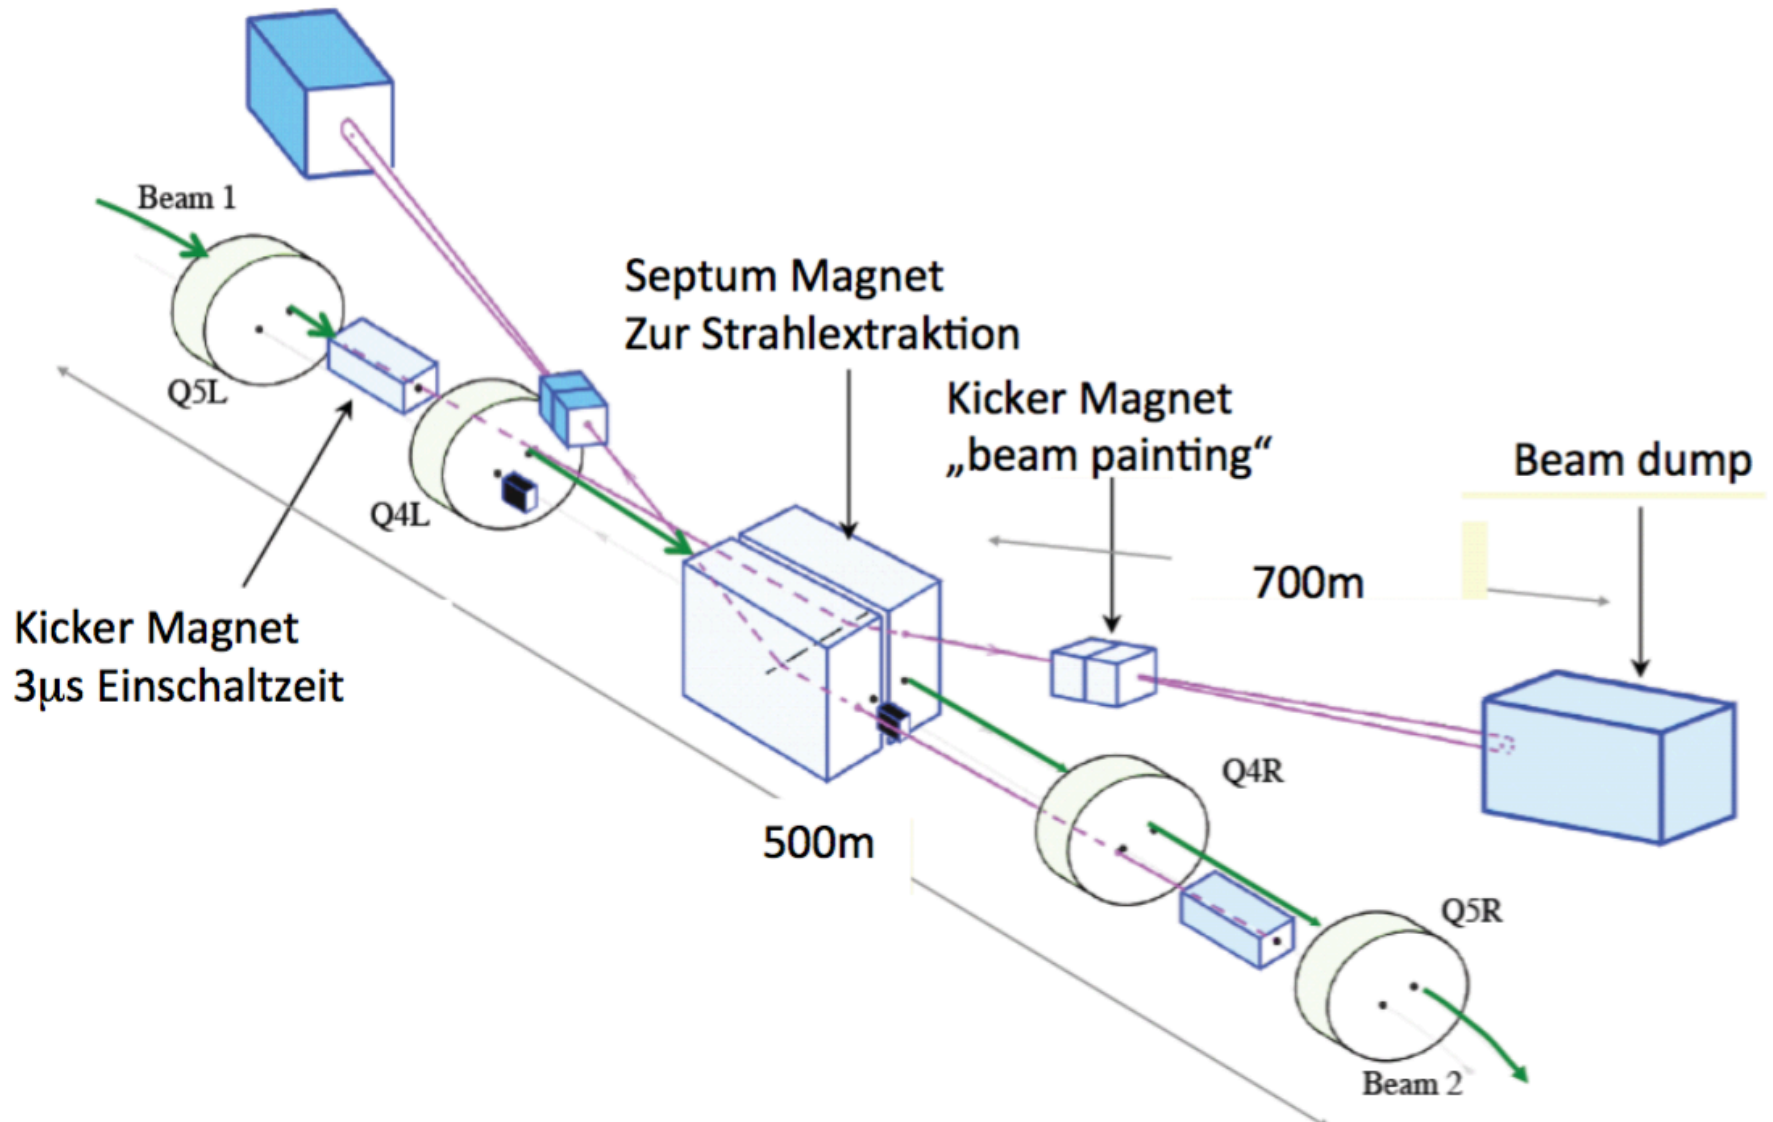 Beam 1
Q5L
Septum Magnet
Zur Strahlextraktion
Kicker Magnet
„beam painting“
Beam dump
Q4L
700m
Kicker Magnet
3μs Einschaltzeit
500m
Q4R
Q5R
Beam 2